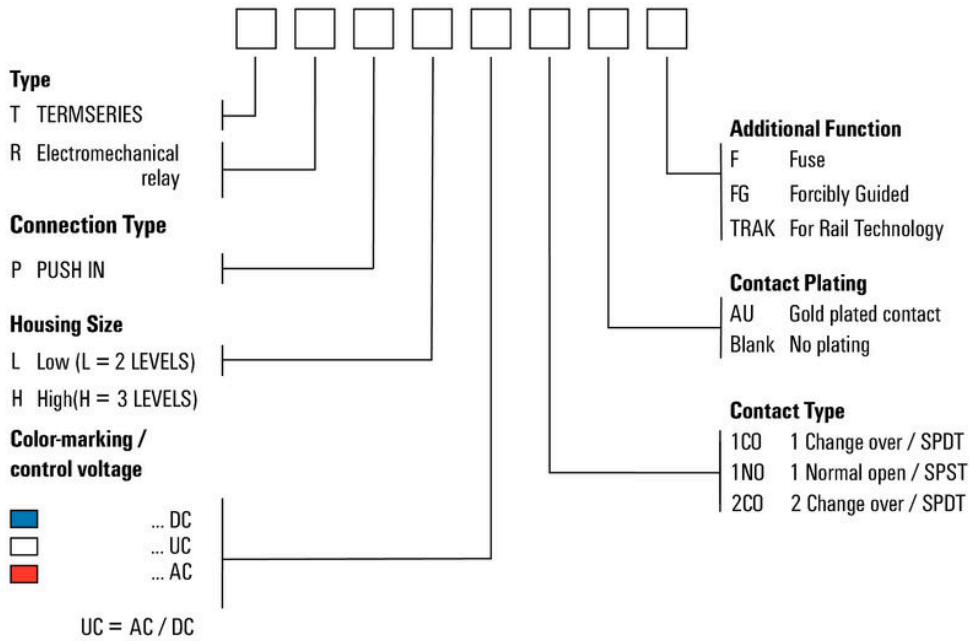 Type
T TERMSERIES
R Electromechanical
relay
Connection Type
P PUSH IN
Housing Size
L Low (L = 2 LEVELS)
H High(H = 3 LEVELS)
Color-marking /
control voltage
... DC
... UC
... AC
UC = AC / DC
Additional Function
F Fuse
FG Forcibly Guided
TRAK For Rail Technology
Contact Plating
AU Gold plated contact
Blank No plating
Contact Type
1CO 1 Change over / SPDT
1NO 1 Normal open / SPST
2CO 2 Change over / SPDT